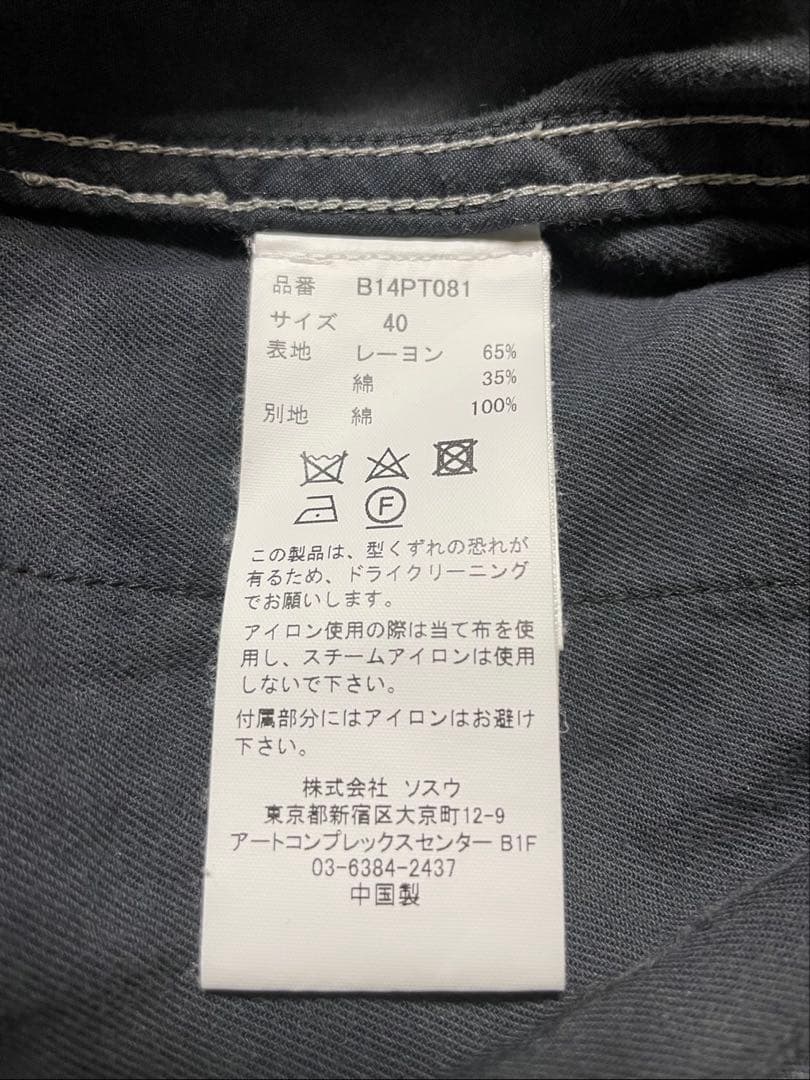 品番 B14PT081
サイズ 40
表地 レーヨン 65%
綿 35%
別地 綿 100%
F
この製品は、型くずれの恐れが
有るため、ドライクリーニング
でお願いします。
アイロン使用の際は当て布を使
用し、スチームアイロンは使用
しないで下さい。
付属部分にはアイロンはお避け
下さい。
株式会社 ソスウ
東京都新宿区大京町12-9
アートコンプレックスセンター B1F
03-6384-2437
中国製